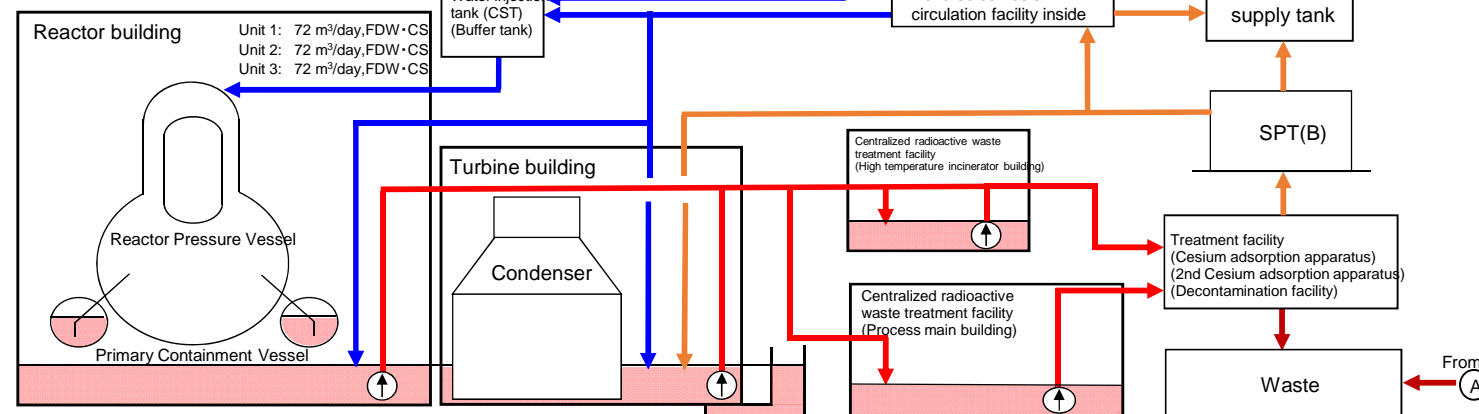 Reactor building
Unit 1: 72 m³/day,FDW・CS
Unit 2: 72 m³/day,FDW・CS
Unit 3: 72 m³/day,FDW・CS
Water injection
tank (CST)
(Buffer tank)
circulation facility inside
supply tank
SPT(B)
Turbine building
Centralized radioactive waste
treatment facility
(High temperature incinerator building)
Reactor Pressure Vessel
Condenser
Treatment facility
(Cesium adsorption apparatus)
(2nd Cesium adsorption apparatus)
(Decontamination facility)
Centralized radioactive
waste treatment facility
(Process main building)
Primary Containment Vessel
Waste
From
A